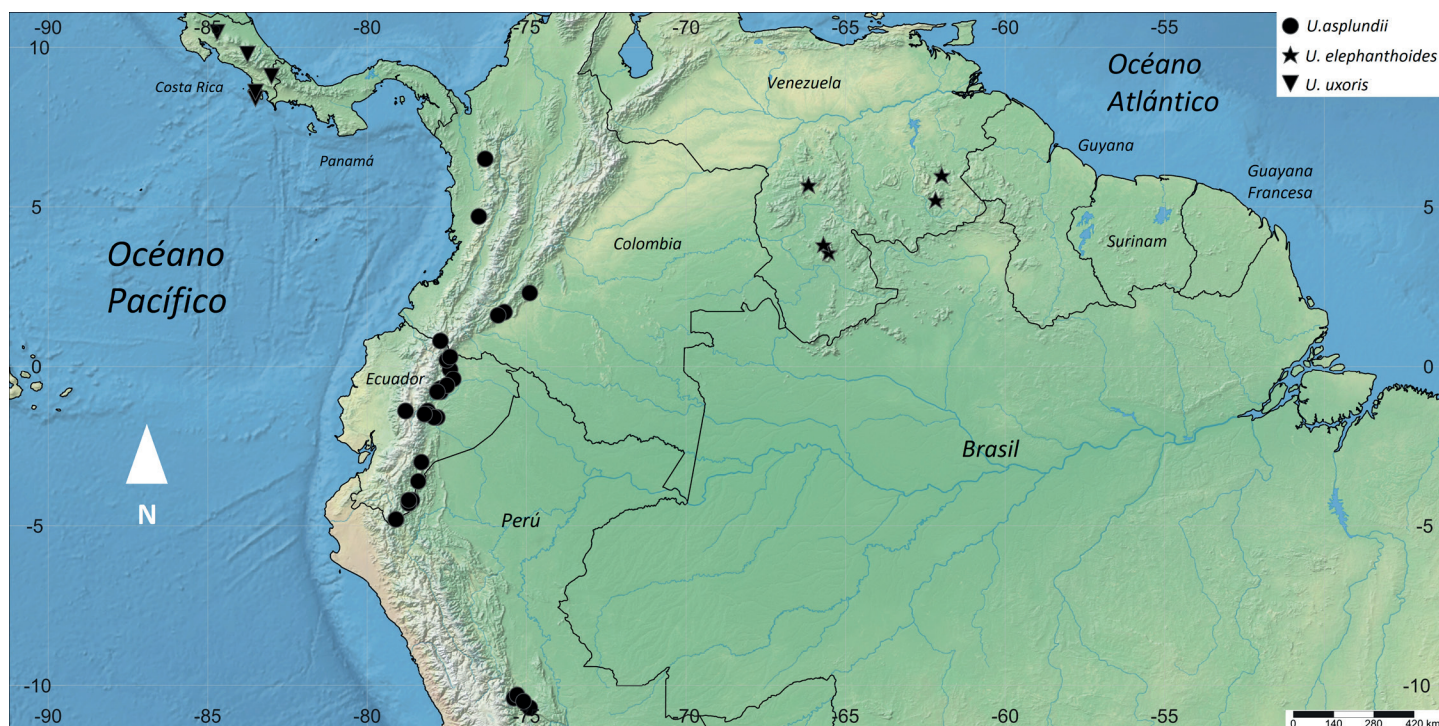 -90
-85
-80
-75
-70
-65
-60
-55
10
5
0
-5
-10
5
0
-5
-10
-90
-85
-80
-75
-70
-65
-60
-55
U.asplundii
U. elephanthoides
U. uxoris
Océano
Atlántico
Venezuela
Costa Rica
Panamá
Guyana
Guayana
Francesa
Océano
Pacífico
Colombia
Surinam
Ecuador
Brasil
Perú
N
0 140 280 420 km